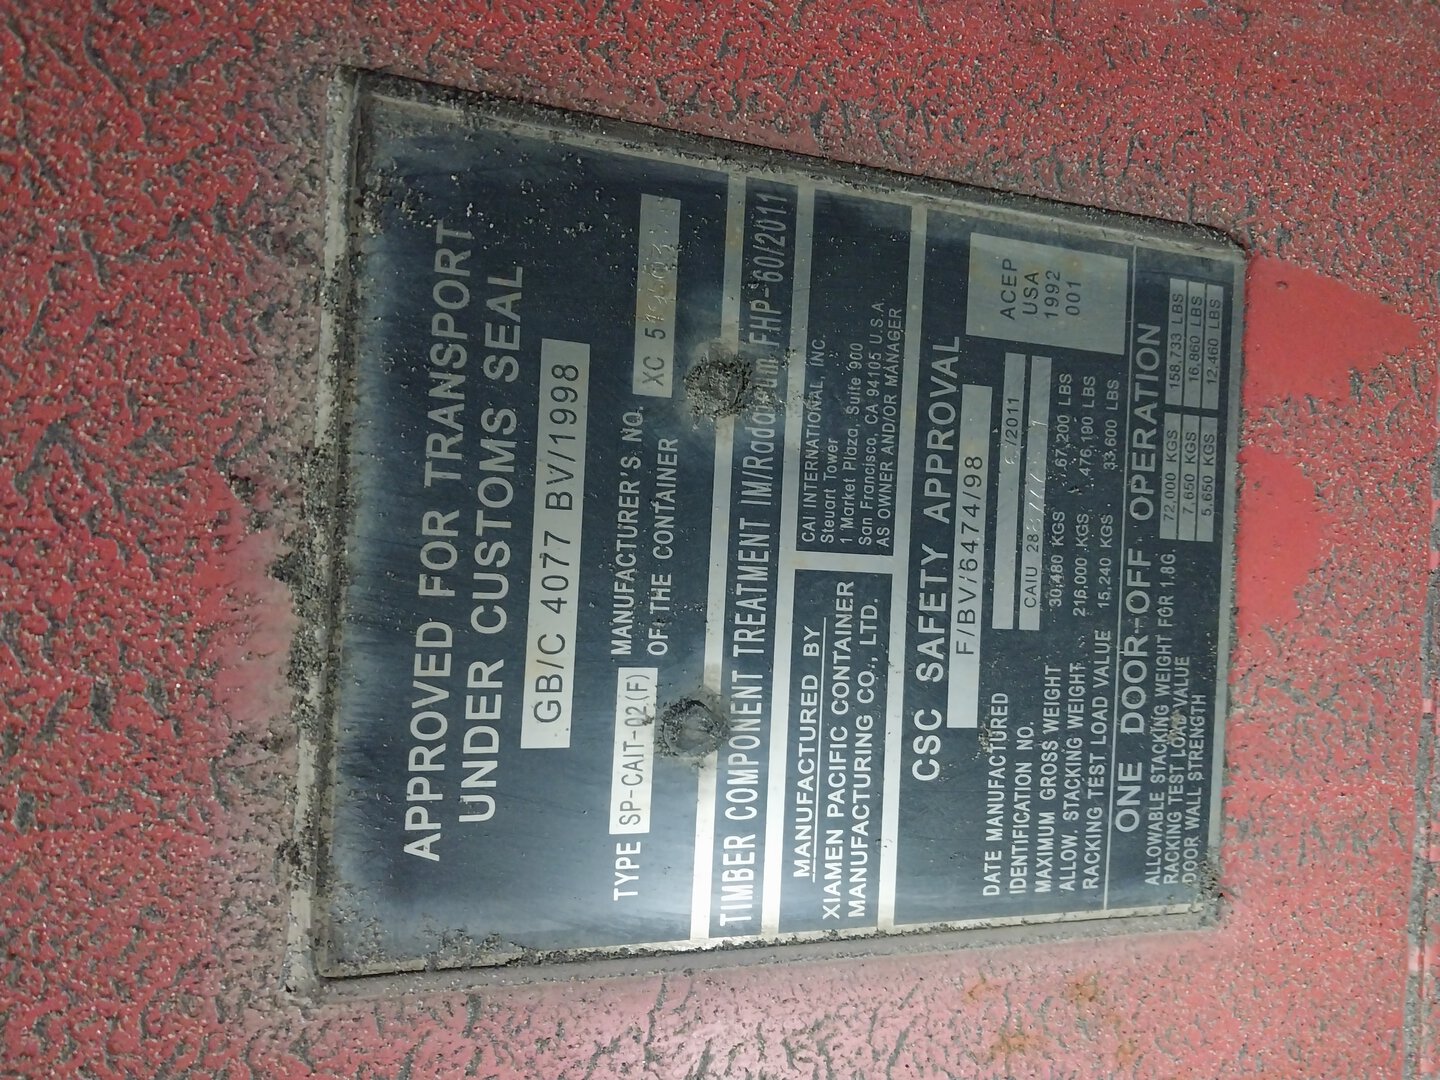 APPROVED FOR TRANSPORT
UNDER CUSTOMS SEAL
GB/C 4077 BV/1998
TYPE SP-CAIT-02(F) MANUFACTURER'S NO.
OF THE CONTAINER
XC
TIMBER COMPONENT TREATMENT IM/Radaleum FHP-60/2011
MANUFACTURED BY
XIAMEN PACIFIC CONTAINER
MANUFACTURING CO., LTD.
CAI INTERNATIONAL, INC.
Steuart Tower
1 Market Plaza, Suite 900
San Francisco, CA 94105 U.S.A
AS OWNER AND/OR MANAGER
CSC SAFETY APPROVAL
F/BV/6474/98
ACEP
USA
1992
001
DATE MANUFACTURED /2011
IDENTIFICATION NO. CAIU
MAXIMUM GROSS WEIGHT 30,480 KGS 67,200 LBS
ALLOW. STACKING WEIGHT 216,000 KGS 476,190 LBS
RACKING TEST LOAD VALUE 15,240 KGS 33,600 LBS
ONE DOOR-OFF OPERATION
ALLOWABLE STACKING WEIGHT FOR 1.8G. 72,000 KGS 158,733 LBS
RACKING TEST LOAD VALUE 7,650 KGS 16,860 LBS
DOOR WALL STRENGTH 5,650 KGS 12,460 LBS